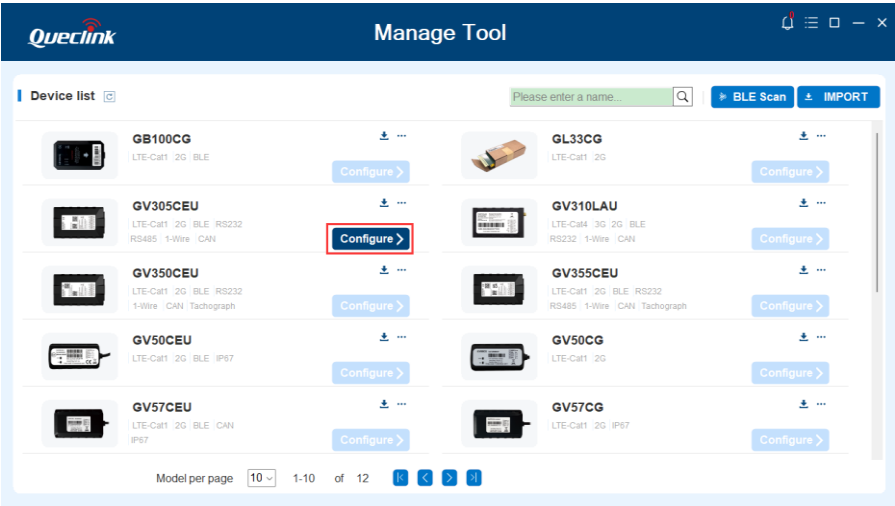 Queclink
Manage Tool
Device list
Please enter a name...
BLE Scan
IMPORT
GB100CG
LTE-Cat1 2G BLE
Configure
GL33CG
LTE-Cat1 2G
Configure
GV305CEU
LTE-Cat1 2G BLE RS232
RS485 1-Wire CAN
Configure
GV310LAU
LTE-Cat4 3G 2G BLE
RS232 1-Wire CAN
Configure
GV350CEU
LTE-Cat1 2G BLE RS232
1-Wire CAN Tachograph
Configure
GV355CEU
LTE-Cat1 2G BLE RS232
RS485 1-Wire CAN Tachograph
Configure
GV50CEU
LTE-Cat1 2G BLE IP67
Configure
GV50CG
LTE-Cat1 2G
Configure
GV57CEU
LTE-Cat1 2G BLE CAN
IP67
Configure
GV57CG
LTE-Cat1 2G IP67
Configure
Model per page 10 1-10 of 12